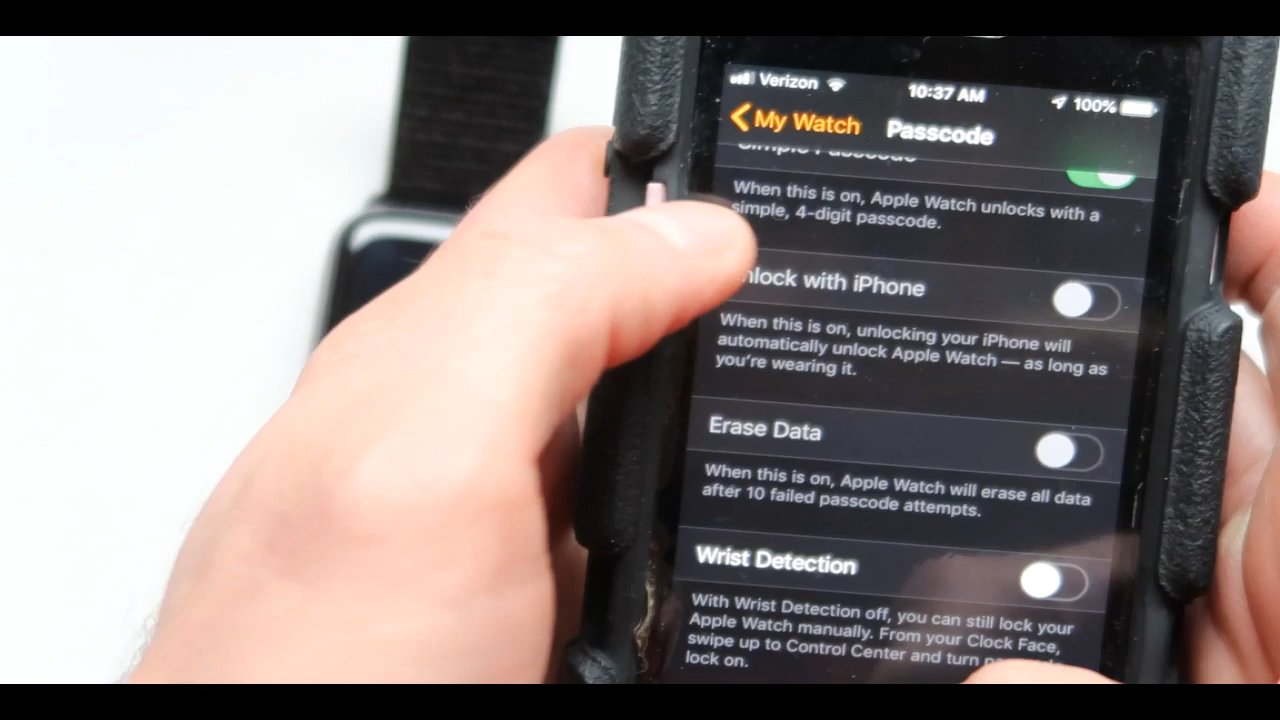 Verizon 10:37 AM 100%
My Watch Passcode
Simple Passcode
When this is on, Apple Watch unlocks with a
simple, 4-digit passcode.
with iPhone
When this is on, unlocking your iPhone will
automatically unlock Apple Watch — as long as
you're wearing it.
Erase Data
When this is on, Apple Watch will erase all data
after 10 failed passcode attempts.
Wrist Detection
With Wrist Detection off, you can still lock your
Apple Watch manually. From your Clock Face,
swipe up to Control Center and turn
lock on.